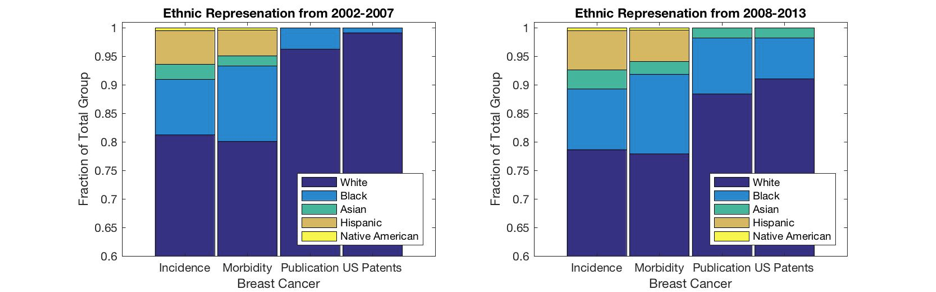 Ethnic Represenation from 2002-2007
Fraction of Total Group
1
0.95
0.9
0.85
0.8
0.75
0.7
0.65
0.6
White
Black
Asian
Hispanic
Native American
Incidence Morbidity Publication US Patents
Breast Cancer
Ethnic Represenation from 2008-2013
Fraction of Total Group
1
0.95
0.9
0.85
0.8
0.75
0.7
0.65
0.6
White
Black
Asian
Hispanic
Native American
Incidence Morbidity Publication US Patents
Breast Cancer